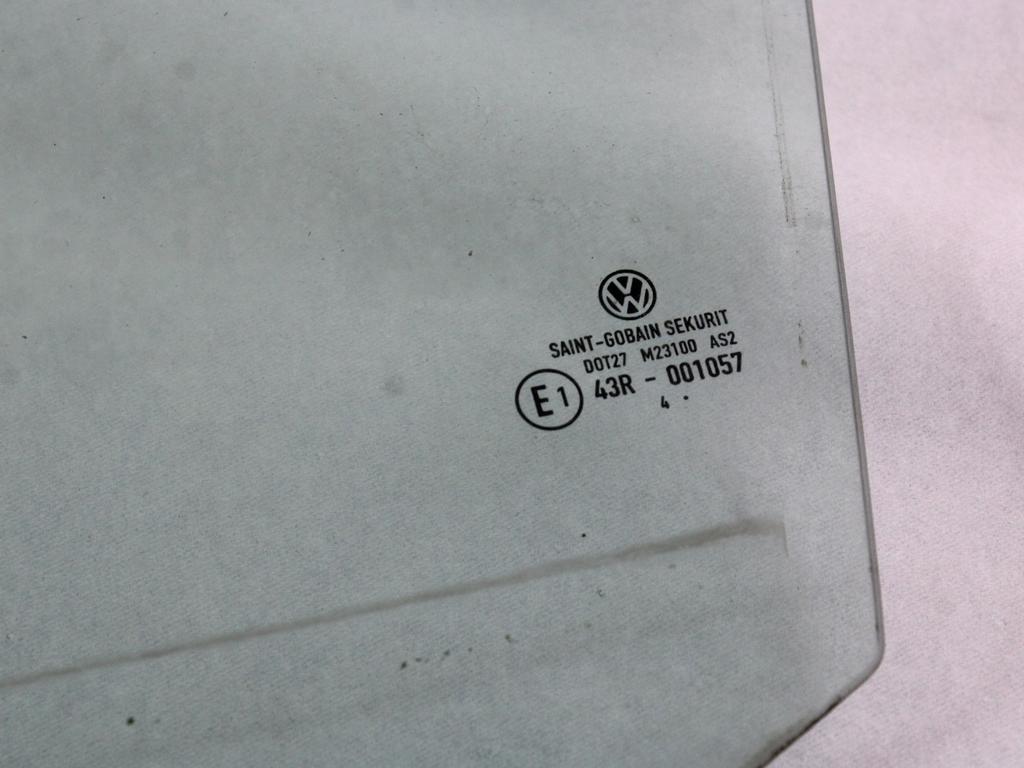 SAINT-GOBAIN SEKURIT
DOT27 M23100 AS2
E1 43R - 001057
4 .